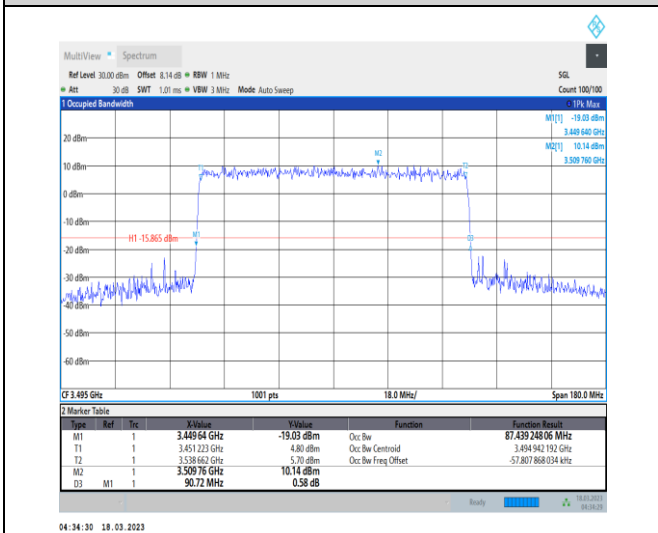 MultiView Spectrum
Ref Level 30.00 dBm Offset 8.14 dB RBW 1 MHz SGL
Att 30 dB SWT 1.01 ms VBW 3 MHz Mode Auto Sweep Count 100/100
1 Occupied Bandwidth 1Pk Max
M1[1] -19.03 dBm
3.449 640 GHz
M2[1] 10.14 dBm
3.509 760 GHz
20 dBm
M2
T1 T2
10 dBm
0 dBm
-10 dBm
H1 -15.865 dBm M1 D3
-20 dBm
-30 dBm
-40 dBm
-50 dBm
-60 dBm
CF 3.495 GHz 1001 pts 18.0 MHz/ Span 180.0 MHz
2 Marker Table
Type Ref Trc X-Value Y-Value Function Function Result
M1 1 3.449 64 GHz -19.03 dBm Occ Bw 87.439 248 06 MHz
T1 1 3.451 223 GHz 4.80 dBm Occ Bw Centroid 3.494 942 192 GHz
T2 1 3.538 662 GHz 5.70 dBm Occ Bw Freq Offset -57.807 868 034 kHz
M2 1 3.509 76 GHz 10.14 dBm
D3 M1 1 90.72 MHz 0.58 dB
Ready 18.03.2023
04:34:29
04:34:30 18.03.2023